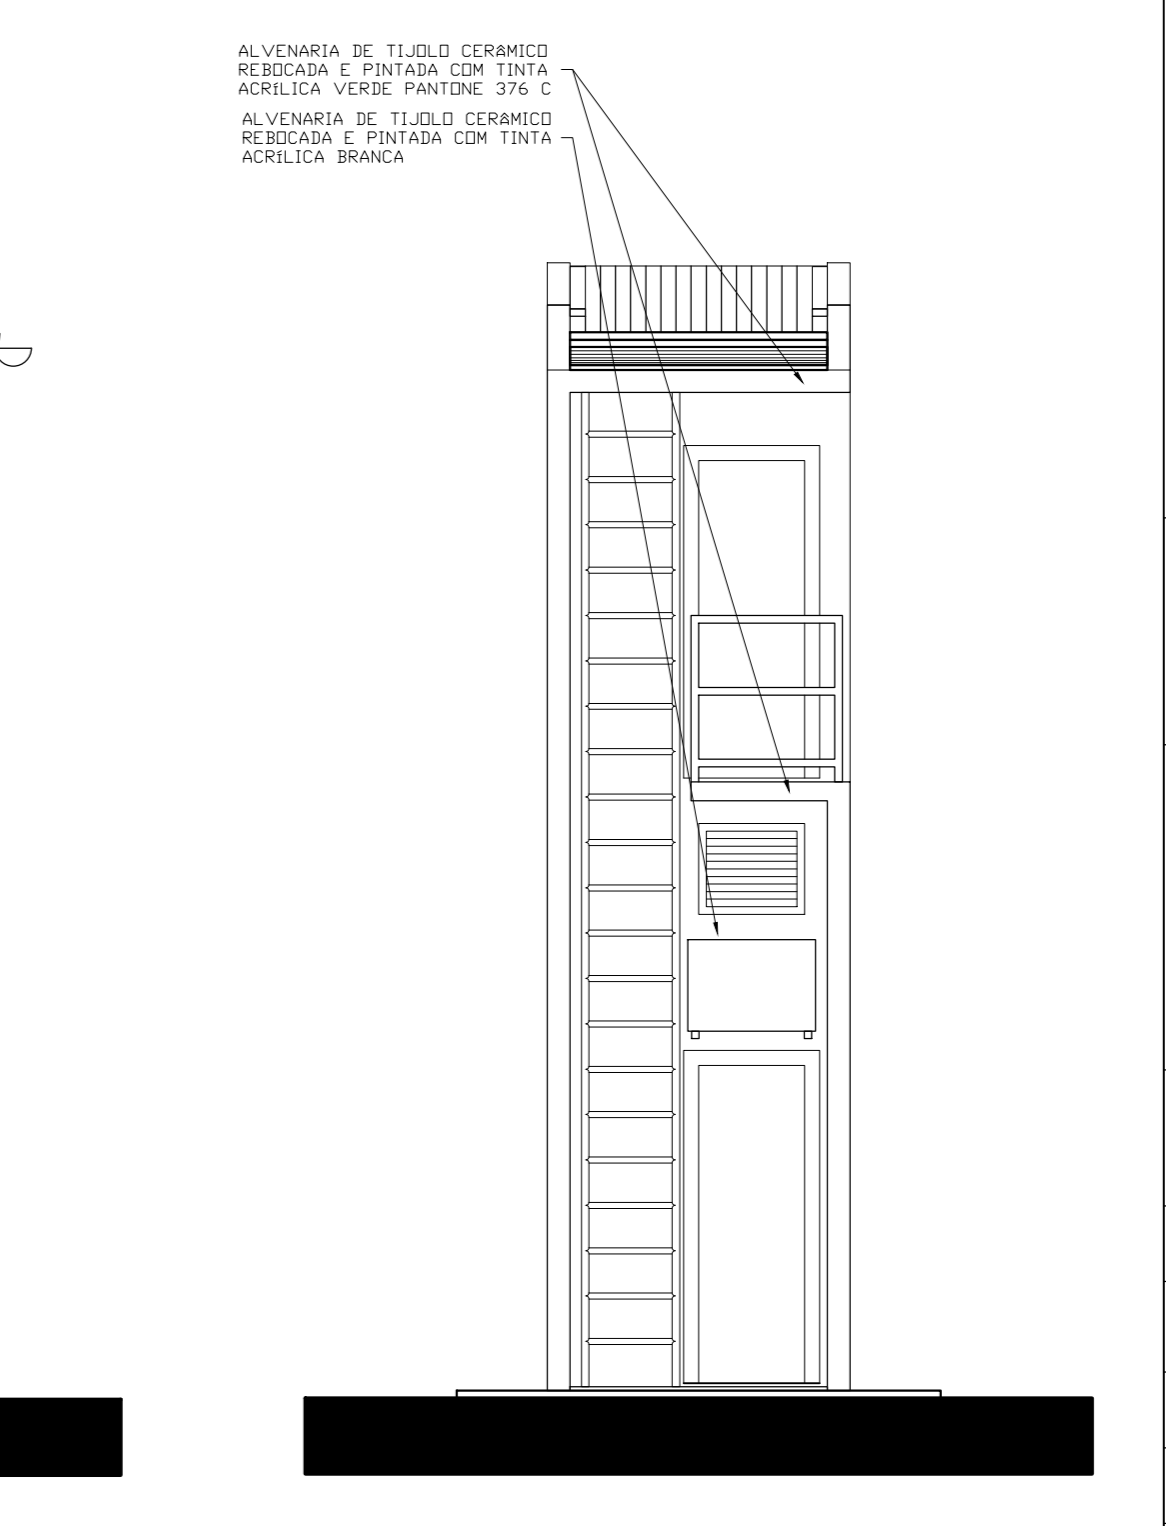 ALVENARIA DE TIJOLO CERâMICO
REBOCADA E PINTADA COM TINTA
ACRíLICA VERDE PANTONE 376 C
ALVENARIA DE TIJOLO CERâMICO
REBOCADA E PINTADA COM TINTA
ACRíLICA BRANCA